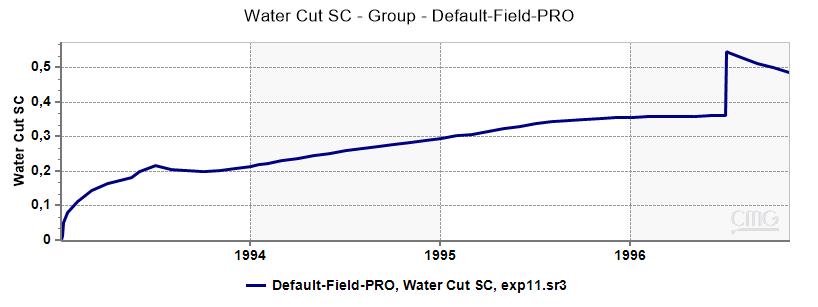 Water Cut SC - Group - Default-Field-PRO
Water Cut SC
0,5
0,4
0,3
0,2
0,1
0
1994 1995 1996
CMG
Default-Field-PRO, Water Cut SC, exp11.sr3